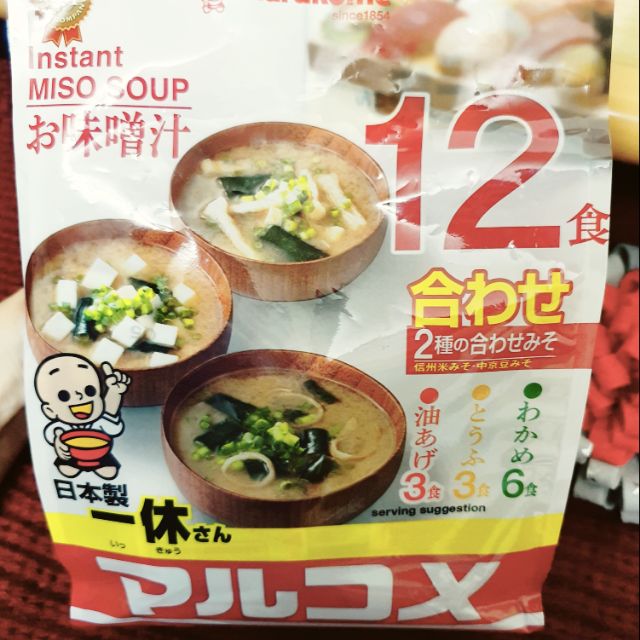 since1854
Instant
MISO SOUP
お味噌汁
12食
合わせ
2種の合わせみそ
信州米みそ・中京豆みそ
油あげ
3食
とうふ
3食
わかめ
6食
serving suggestion
日本製
一休さん
いっ きゅう
マルコメ